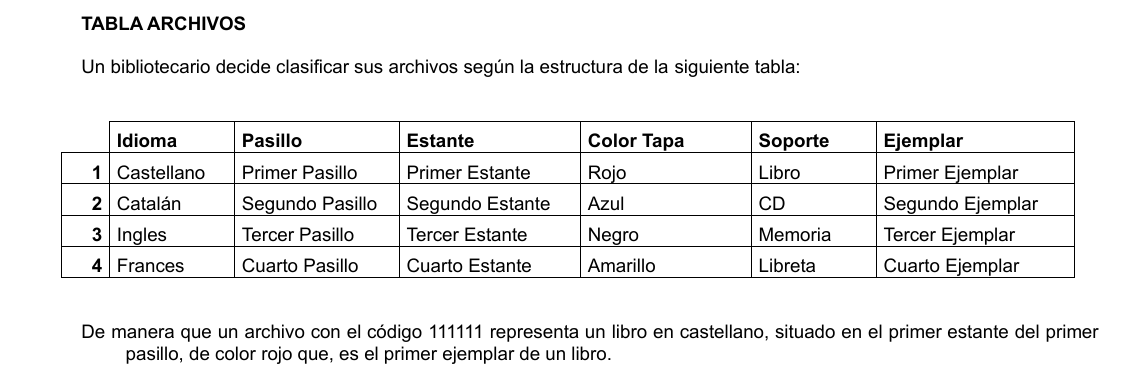 TABLA ARCHIVOS
Un bibliotecario decide clasificar sus archivos según la estructura de la siguiente tabla:
Idioma Pasillo Estante Color Tapa Soporte Ejemplar
1 Castellano Primer Pasillo Primer Estante Rojo Libro Primer Ejemplar
2 Catalán Segundo Pasillo Segundo Estante Azul CD Segundo Ejemplar
3 Ingles Tercer Pasillo Tercer Estante Negro Memoria Tercer Ejemplar
4 Frances Cuarto Pasillo Cuarto Estante Amarillo Libreta Cuarto Ejemplar
De manera que un archivo con el código 111111 representa un libro en castellano, situado en el primer estante del primer
pasillo, de color rojo que, es el primer ejemplar de un libro.